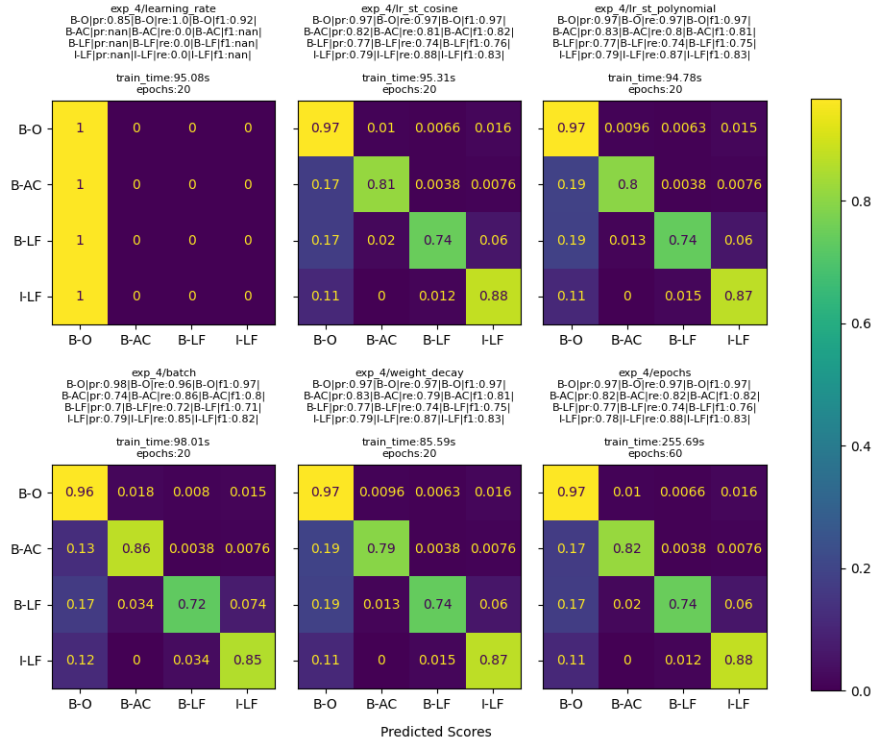 exp_4/learning_rate
B-O|pr:0.85|B-O|re:1.0|B-O|f1:0.92|
B-AC|pr:nan|B-AC|re:0.0|B-AC|f1:nan|
B-LF|pr:nan|B-LF|re:0.0|B-LF|f1:nan|
I-LF|pr:nan|I-LF|re:0.0|I-LF|f1:nan|
train_time:95.08s
epochs:20
B-O
1 0 0 0
B-AC
1 0 0 0
B-LF
1 0 0 0
I-LF
1 0 0 0
B-O B-AC B-LF I-LF
exp_4/lr_st_cosine
B-O|pr:0.97|B-O|re:0.97|B-O|f1:0.97|
B-AC|pr:0.82|B-AC|re:0.81|B-AC|f1:0.82|
B-LF|pr:0.77|B-LF|re:0.74|B-LF|f1:0.76|
I-LF|pr:0.79|I-LF|re:0.88|I-LF|f1:0.83|
train_time:95.31s
epochs:20
0.97 0.01 0.0066 0.016
0.17 0.81 0.0038 0.0076
0.17 0.02 0.74 0.06
0.11 0 0.012 0.88
B-O B-AC B-LF I-LF
exp_4/lr_st_polynomial
B-O|pr:0.97|B-O|re:0.97|B-O|f1:0.97|
B-AC|pr:0.83|B-AC|re:0.8|B-AC|f1:0.81|
B-LF|pr:0.77|B-LF|re:0.74|B-LF|f1:0.75|
I-LF|pr:0.79|I-LF|re:0.87|I-LF|f1:0.83|
train_time:94.78s
epochs:20
0.97 0.0096 0.0063 0.015
0.19 0.8 0.0038 0.0076
0.19 0.013 0.74 0.06
0.11 0 0.015 0.87
B-O B-AC B-LF I-LF
exp_4/batch
B-O|pr:0.98|B-O|re:0.96|B-O|f1:0.97|
B-AC|pr:0.74|B-AC|re:0.86|B-AC|f1:0.8|
B-LF|pr:0.7|B-LF|re:0.72|B-LF|f1:0.71|
I-LF|pr:0.79|I-LF|re:0.85|I-LF|f1:0.82|
train_time:98.01s
epochs:20
B-O
0.96 0.018 0.008 0.015
B-AC
0.13 0.86 0.0038 0.0076
B-LF
0.17 0.034 0.72 0.074
I-LF
0.12 0 0.034 0.85
B-O B-AC B-LF I-LF
exp_4/weight_decay
B-O|pr:0.97|B-O|re:0.97|B-O|f1:0.97|
B-AC|pr:0.83|B-AC|re:0.79|B-AC|f1:0.81|
B-LF|pr:0.77|B-LF|re:0.74|B-LF|f1:0.75|
I-LF|pr:0.79|I-LF|re:0.87|I-LF|f1:0.83|
train_time:85.59s
epochs:20
0.97 0.0096 0.0063 0.016
0.19 0.79 0.0038 0.0076
0.19 0.013 0.74 0.06
0.11 0 0.015 0.87
B-O B-AC B-LF I-LF
exp_4/epochs
B-O|pr:0.97|B-O|re:0.97|B-O|f1:0.97|
B-AC|pr:0.82|B-AC|re:0.82|B-AC|f1:0.82|
B-LF|pr:0.77|B-LF|re:0.74|B-LF|f1:0.76|
I-LF|pr:0.78|I-LF|re:0.88|I-LF|f1:0.83|
train_time:255.69s
epochs:60
0.97 0.01 0.0066 0.016
0.17 0.82 0.0038 0.0076
0.17 0.02 0.74 0.06
0.11 0 0.012 0.88
B-O B-AC B-LF I-LF
0.8
0.6
0.4
0.2
0.0
Predicted Scores